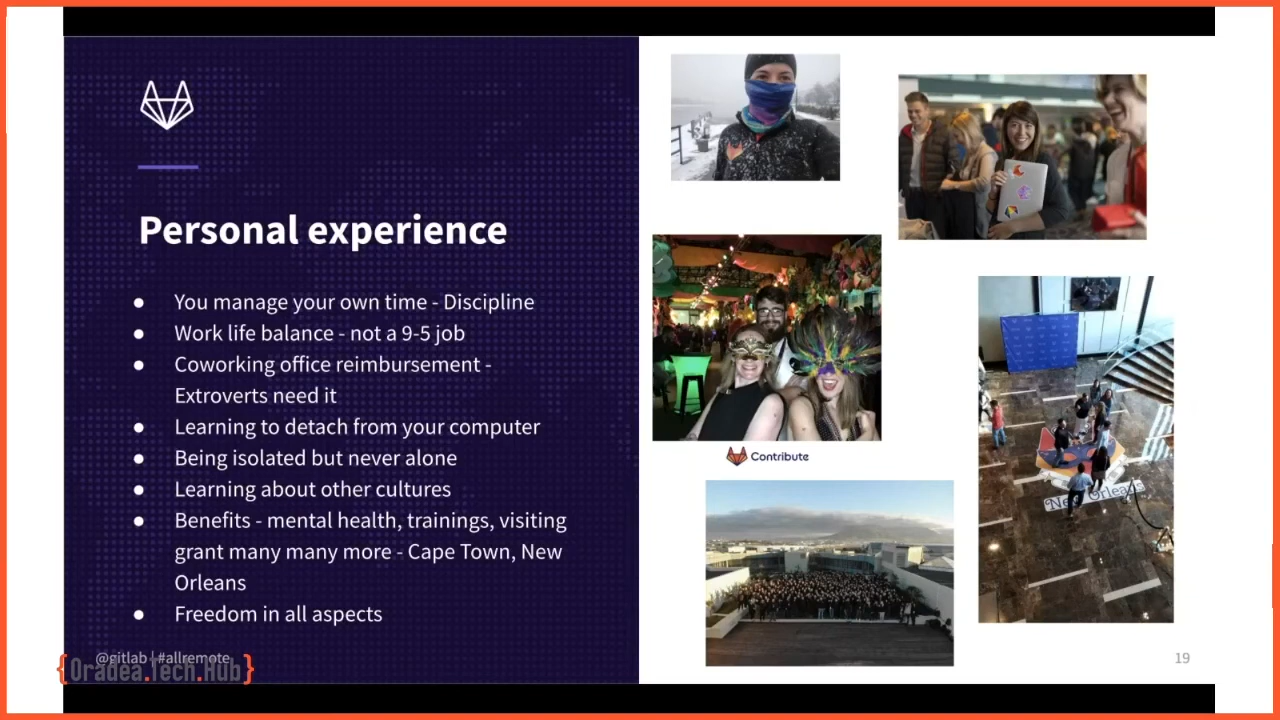 Personal experience
● You manage your own time - Discipline
● Work life balance - not a 9-5 job
● Coworking office reimbursement -
Extroverts need it
● Learning to detach from your computer
● Being isolated but never alone
● Learning about other cultures
● Benefits - mental health, trainings, visiting
grant many many more - Cape Town, New
Orleans
● Freedom in all aspects
@gitlab | #allremote
{Oradea.Tech.Hub}
Contribute
New Orleans
19